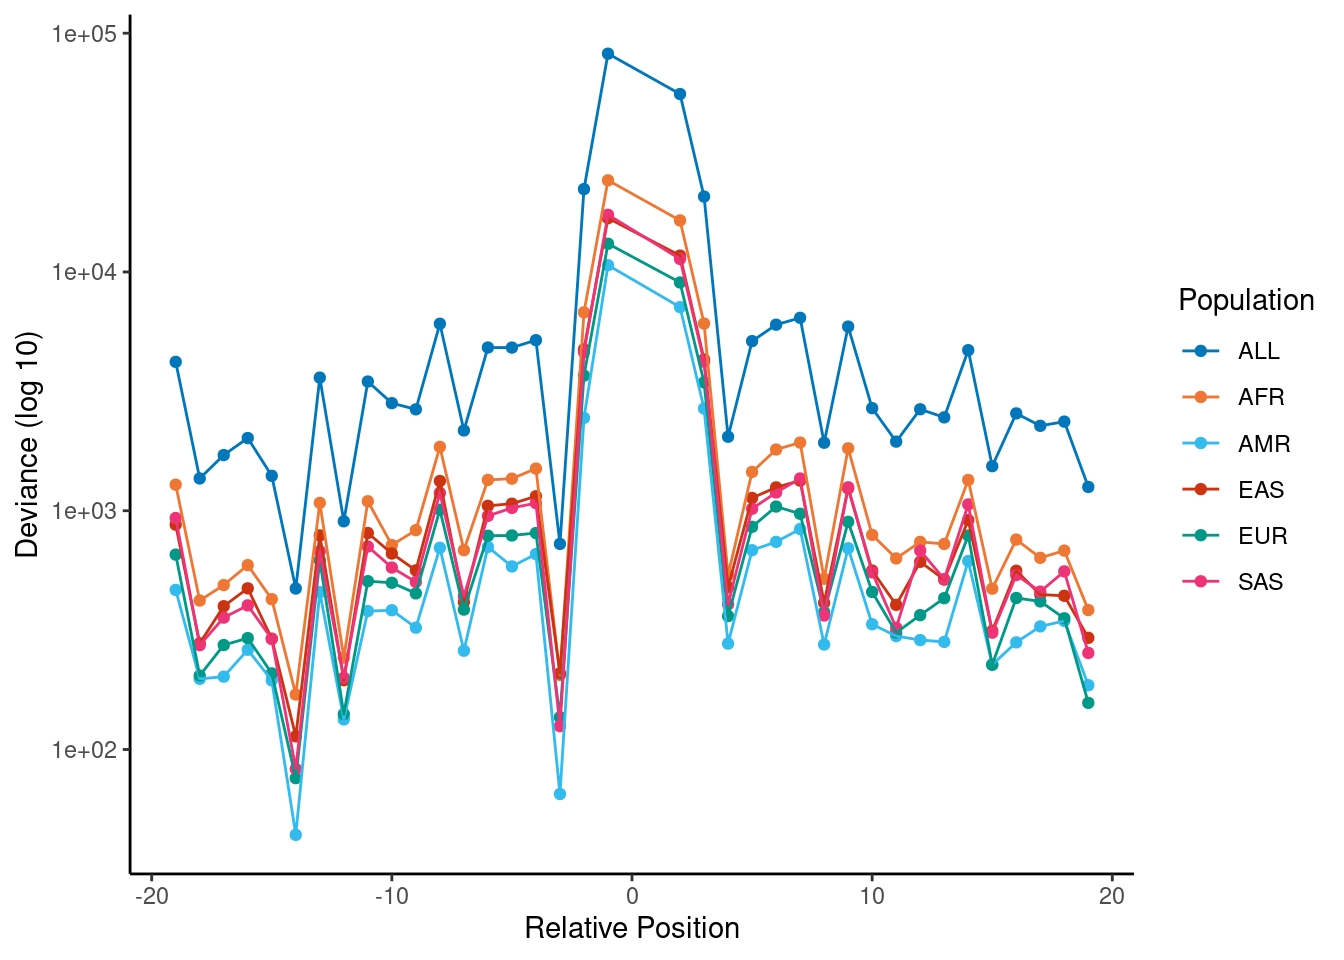 1e+05
1e+04
1e+03
1e+02
Deviance (log 10)
-20
-10
0
10
20
Relative Position
Population
ALL
AFR
AMR
EAS
EUR
SAS